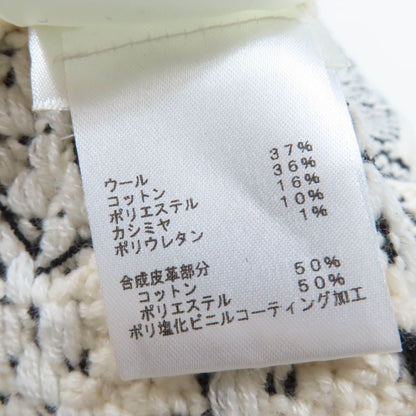 ウール 37%
コットン 36%
ポリエステル 16%
カシミヤ 10%
ポリウレタン 1%
合成皮革部分
コットン 50%
ポリエステル 50%
ポリ塩化ビニルコーティング加工